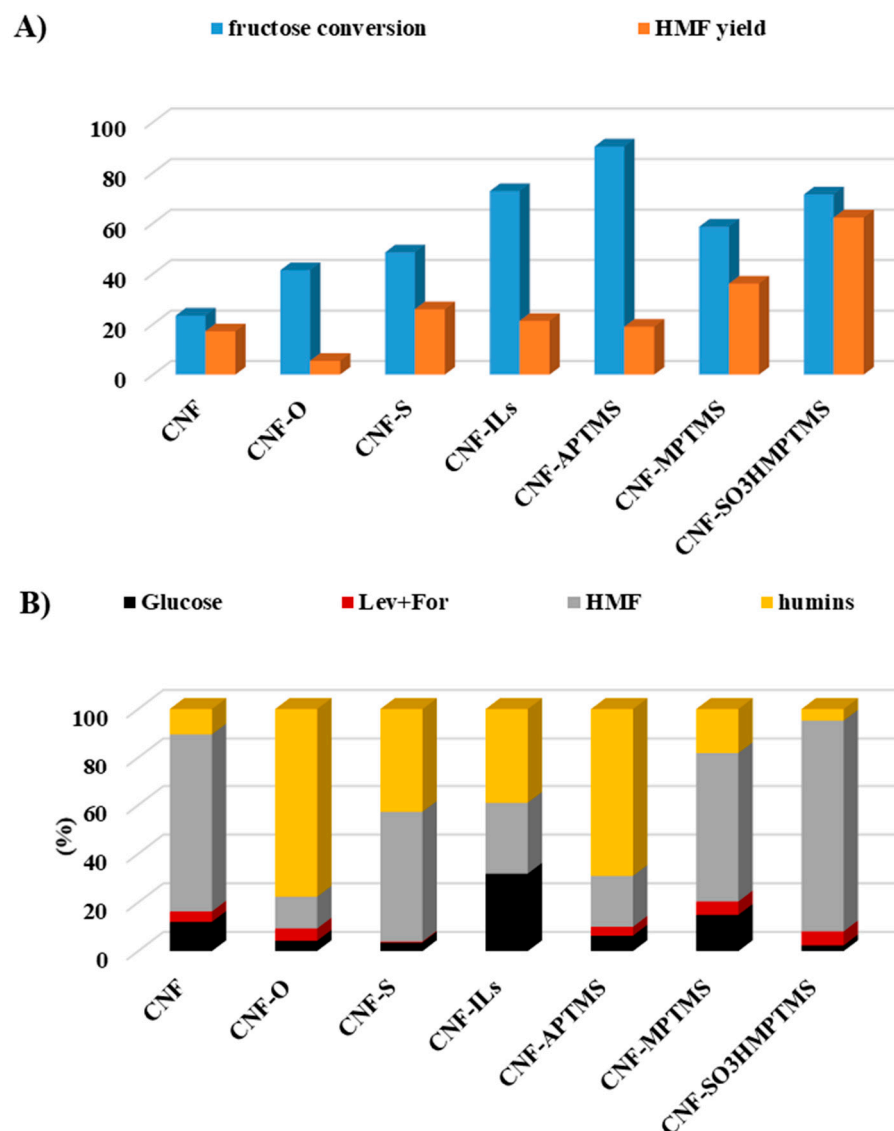 A)
fructose conversion HMF yield
100
80
60
40
20
0
CNF CNF-O CNF-S CNF-ILs CNF-APTMS CNF-MPTMS CNF-SO3HMPTMS
B)
Glucose Lev+For HMF humins
(%)
100
80
60
40
20
0
CNF CNF-O CNF-S CNF-ILs CNF-APTMS CNF-MPTMS CNF-SO3HMPTMS